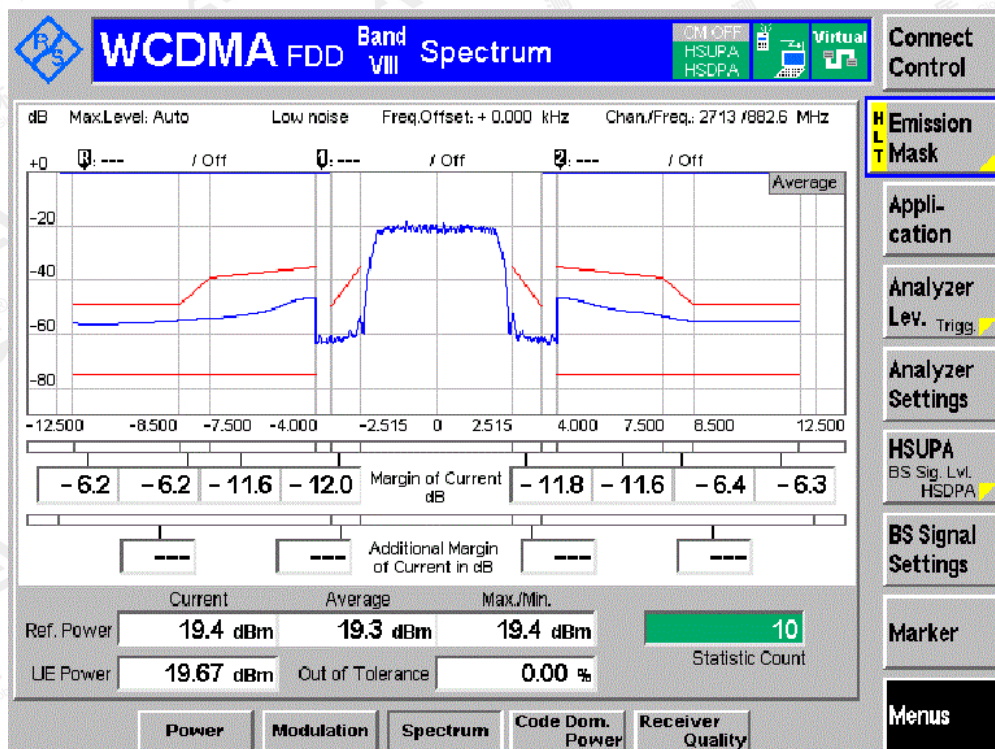 R S
WCDMA FDD Band VIII Spectrum
CM OFF
HSUPA
HSDPA
Virtual
Connect Control
dB Max.Level: Auto Low noise Freq.Offset: + 0.000 kHz Chan./Freq.: 2713 /882.6 MHz
HLT
Emission Mask
+0 R: --- / Off 1: --- / Off 2: --- / Off
Average
-20
-40
-60
-80
Appli-
cation
Analyzer
Lev. Trigg.
Analyzer
Settings
-12.500 -8.500 -7.500 -4.000 -2.515 0 2.515 4.000 7.500 8.500 12.500
-6.2 -6.2 -11.6 -12.0 Margin of Current dB -11.8 -11.6 -6.4 -6.3
HSUPA
BS Sig. Lvl.
HSDPA
--- --- Additional Margin of Current in dB --- ---
BS Signal
Settings
Current Average Max./Min.
Ref. Power 19.4 dBm 19.3 dBm 19.4 dBm
10
Statistic Count
UE Power 19.67 dBm Out of Tolerance 0.00 %
Marker
Menus
Power Modulation Spectrum Code Dom. Power Receiver Quality